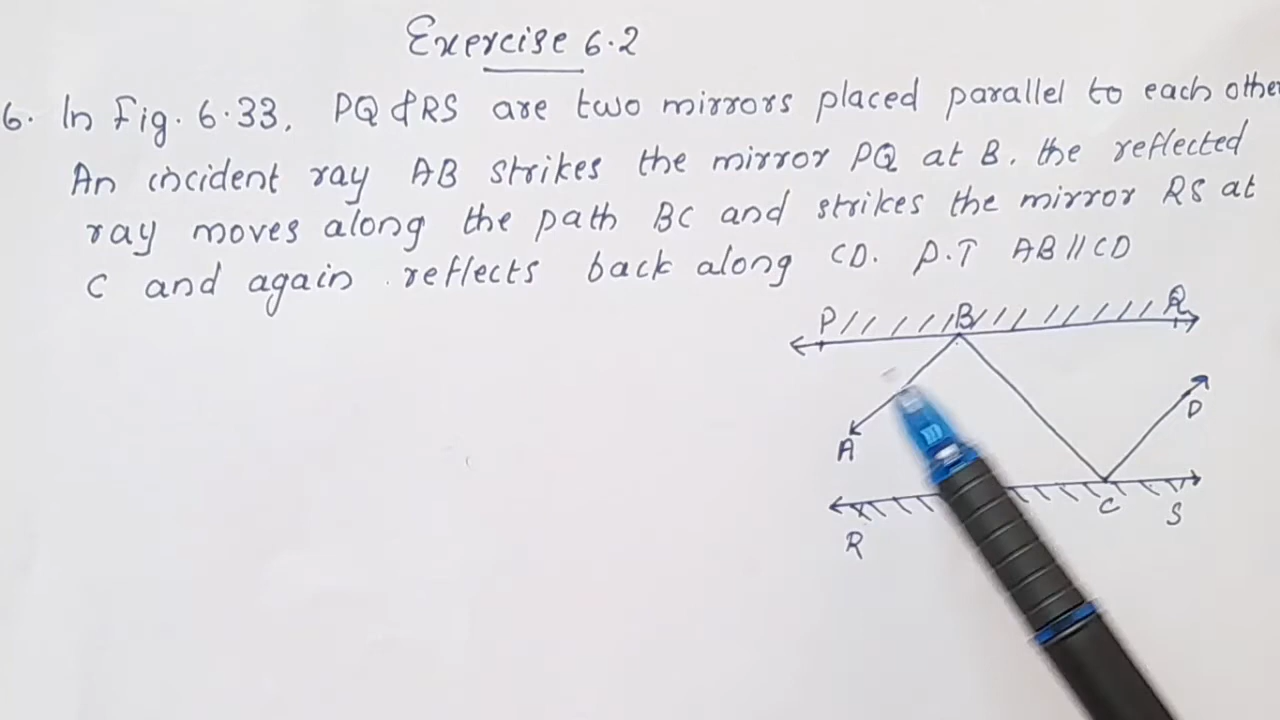 Exercise 6.2
6. In Fig. 6.33, PQ & RS are two mirrors placed parallel to each other
An incident ray AB strikes the mirror PQ at B. the reflected
ray moves along the path BC and strikes the mirror RS at
C and again reflects back along CD. P.T AB // CD
P B Q
A D
R C S